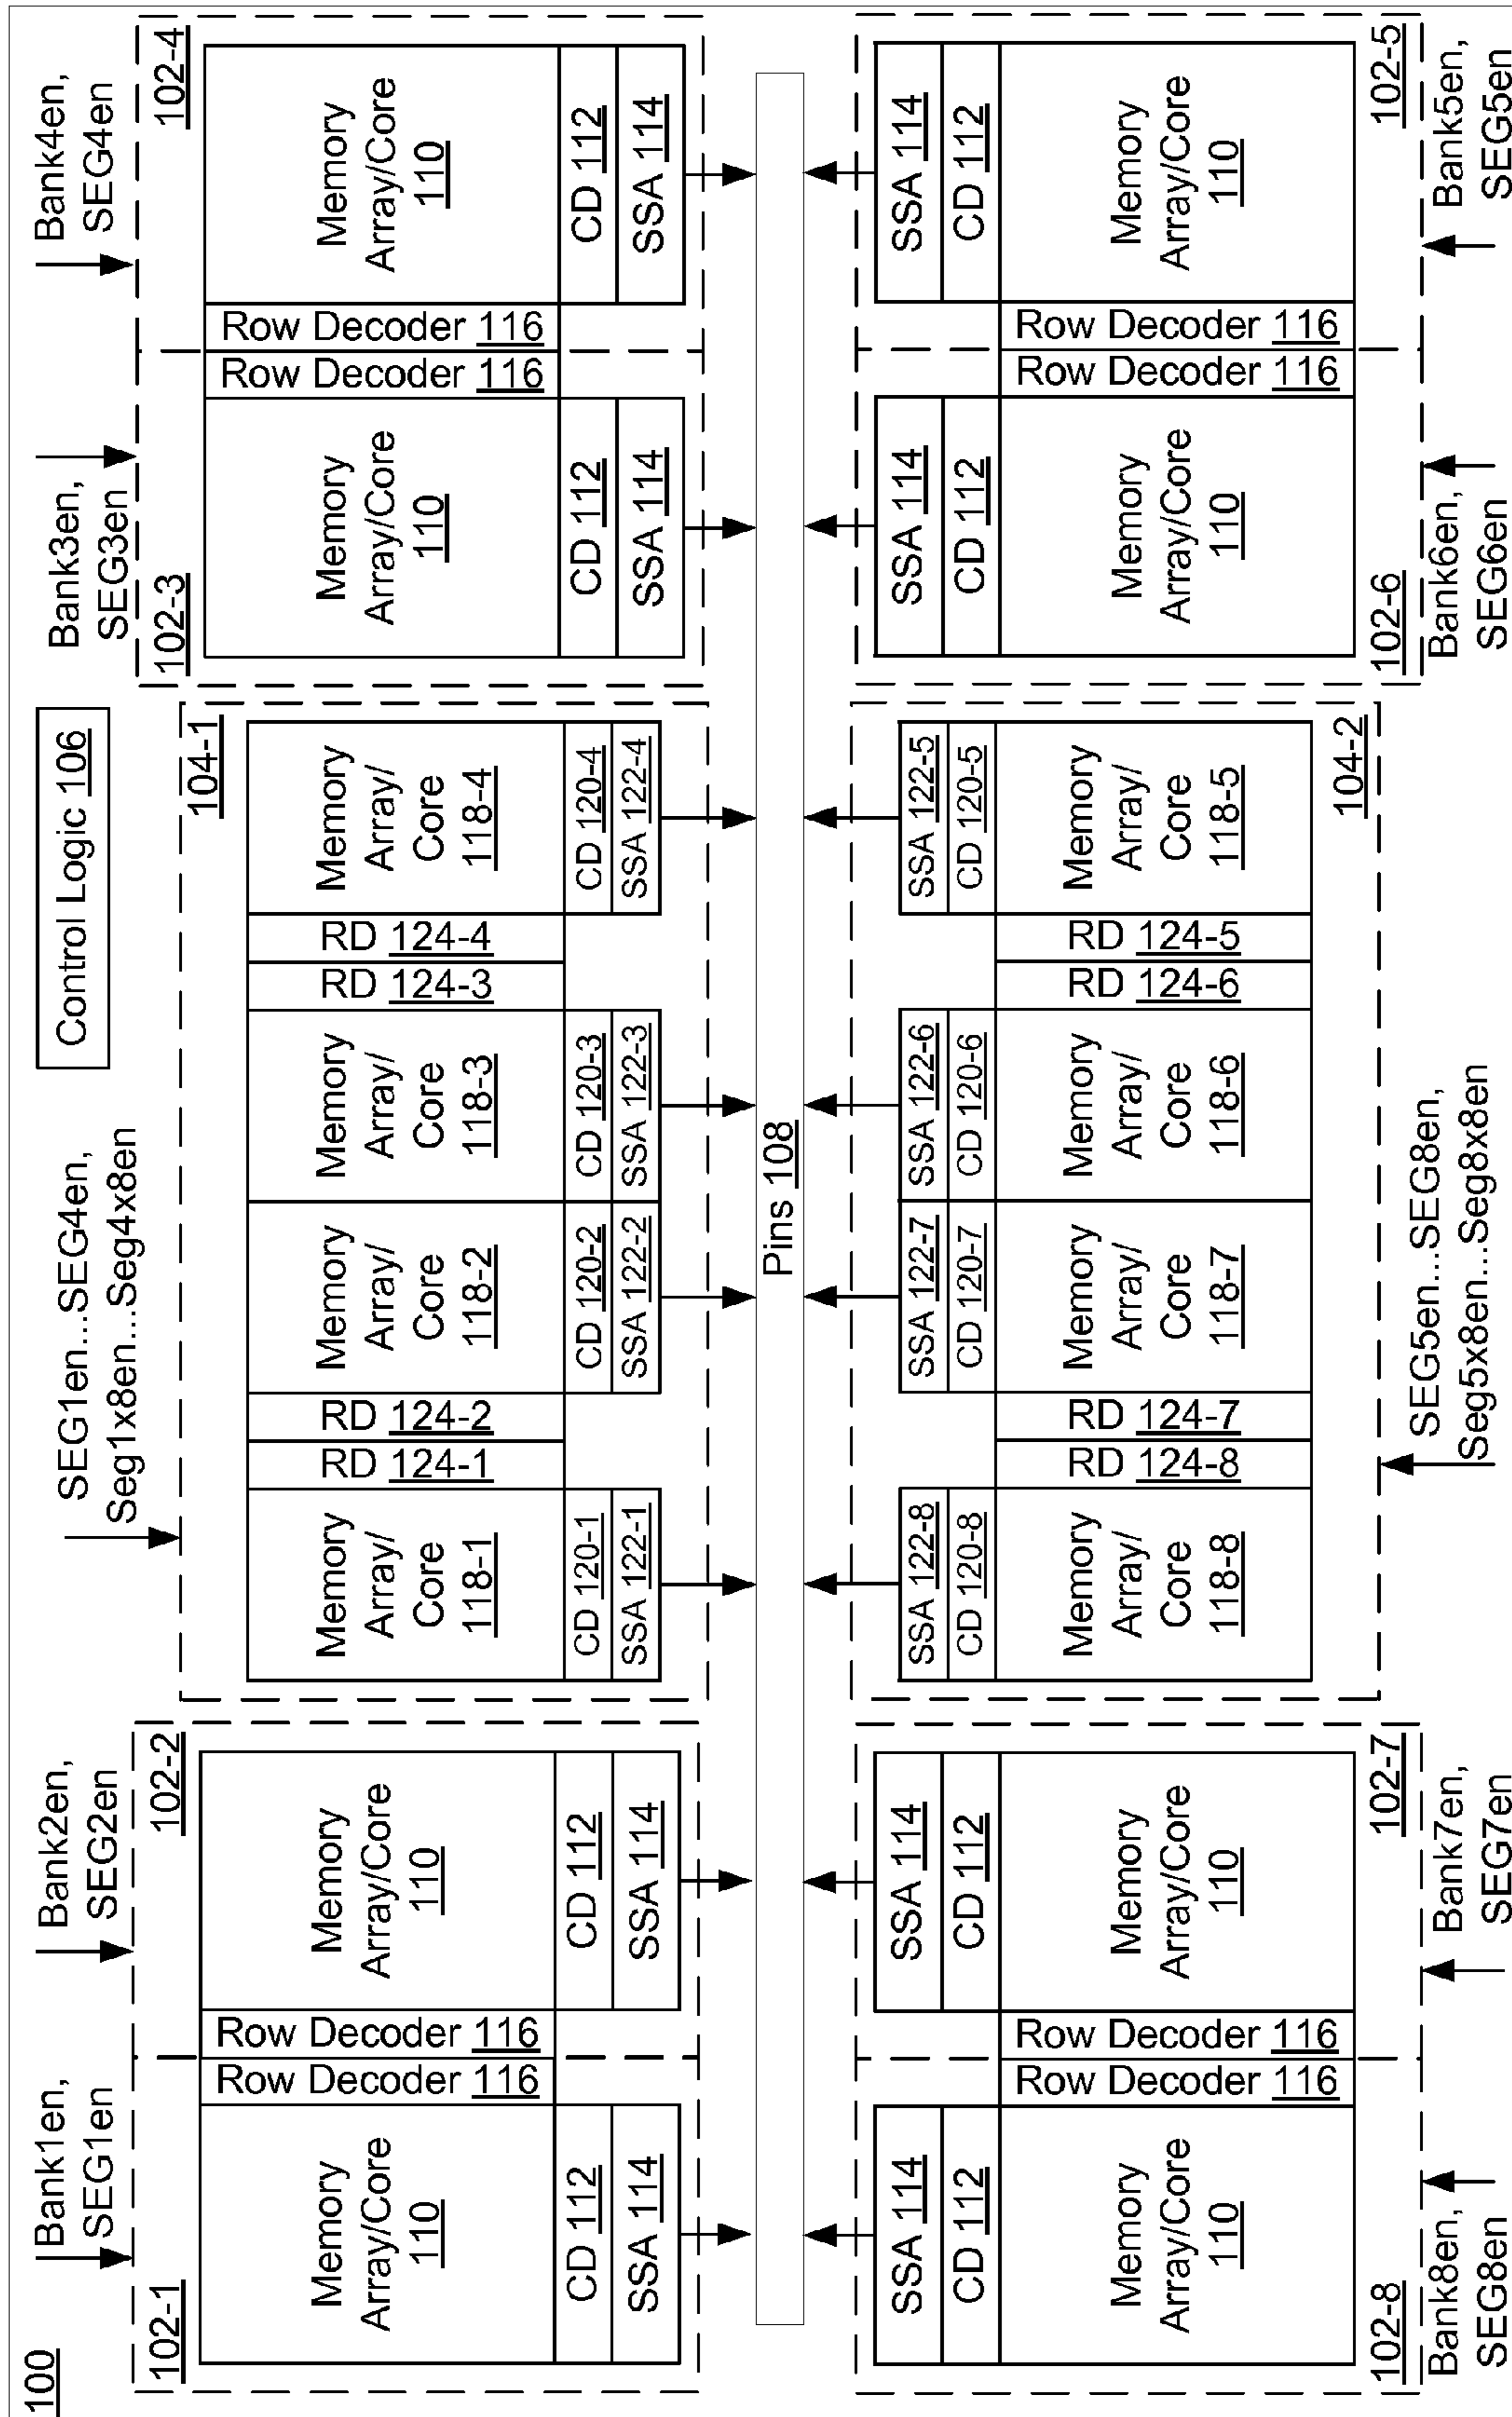 100
Control Logic 106
Bank1en,
SEG1en
102-1
Memory
Array/Core
110
CD 112
SSA 114
Row Decoder 116
Row Decoder 116
Bank2en,
SEG2en
102-2
Memory
Array/Core
110
CD 112
SSA 114
SEG1en...SEG4en,
Seg1x8en...Seg4x8en
104-1
Memory
Array/
Core
118-1
CD 120-1
SSA 122-1
RD 124-1
RD 124-2
Memory
Array/
Core
118-2
CD 120-2
SSA 122-2
Memory
Array/
Core
118-3
CD 120-3
SSA 122-3
RD 124-3
RD 124-4
Memory
Array/
Core
118-4
CD 120-4
SSA 122-4
Bank3en,
SEG3en
102-3
Memory
Array/Core
110
CD 112
SSA 114
Row Decoder 116
Row Decoder 116
Bank4en,
SEG4en
102-4
Memory
Array/Core
110
CD 112
SSA 114
Pins 108
SSA 114
CD 112
Memory
Array/Core
110
102-8
Bank8en,
SEG8en
Row Decoder 116
Row Decoder 116
SSA 114
CD 112
Memory
Array/Core
110
102-7
Bank7en,
SEG7en
SSA 122-8
CD 120-8
Memory
Array/
Core
118-8
RD 124-8
RD 124-7
SSA 122-7
CD 120-7
Memory
Array/
Core
118-7
SSA 122-6
CD 120-6
Memory
Array/
Core
118-6
RD 124-6
RD 124-5
SSA 122-5
CD 120-5
Memory
Array/
Core
118-5
104-2
SEG5en...SEG8en,
Seg5x8en...Seg8x8en
SSA 114
CD 112
Memory
Array/Core
110
102-6
Bank6en,
SEG6en
Row Decoder 116
Row Decoder 116
SSA 114
CD 112
Memory
Array/Core
110
102-5
Bank5en,
SEG5en